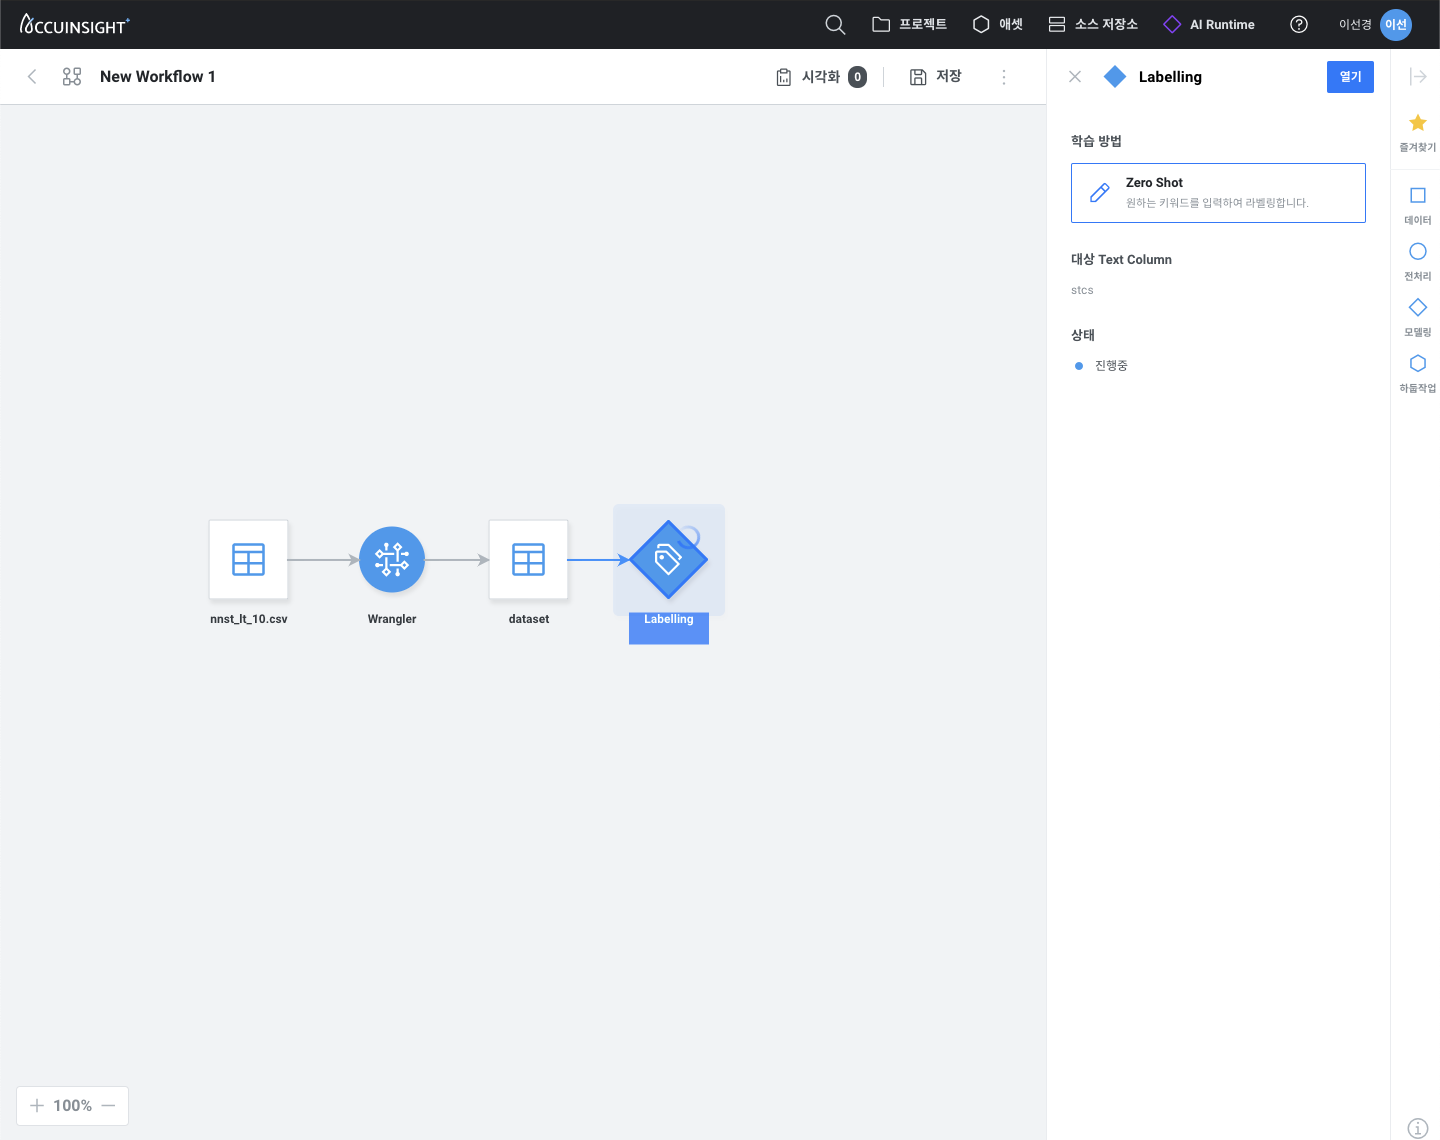 ACCUINSIGHT+
프로젝트
애셋
소스 저장소
AI Runtime
이선경
이선
New Workflow 1
시각화 0
저장
Labelling
열기
학습 방법
Zero Shot
원하는 키워드를 입력하여 라벨링합니다.
대상 Text Column
stcs
상태
진행중
즐겨찾기
데이터
전처리
모델링
하둡작업
nnst_lt_10.csv
Wrangler
dataset
Labelling
100%